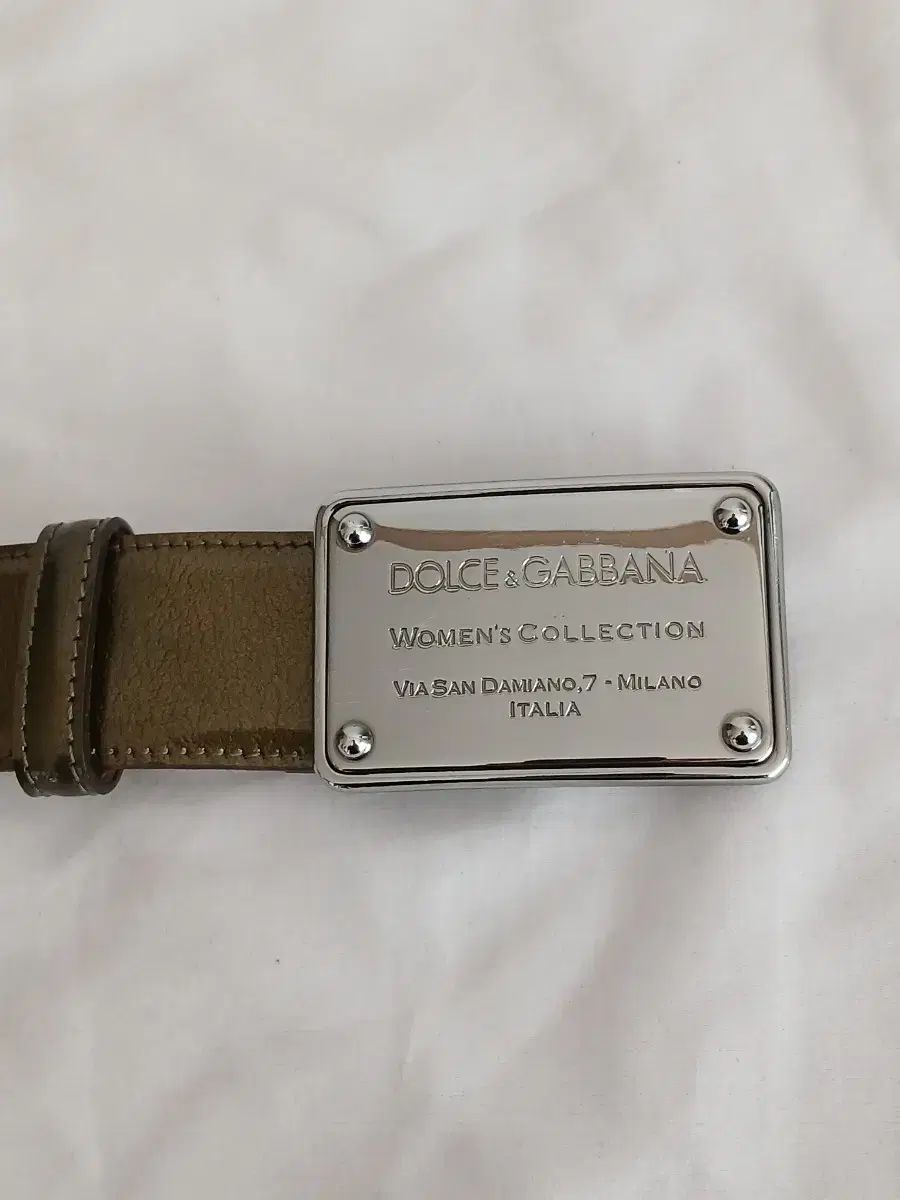 DOLCE & GABBANA
WOMEN'S COLLECTION
VIA SAN DAMIANO,7 - MILANO
ITALIA